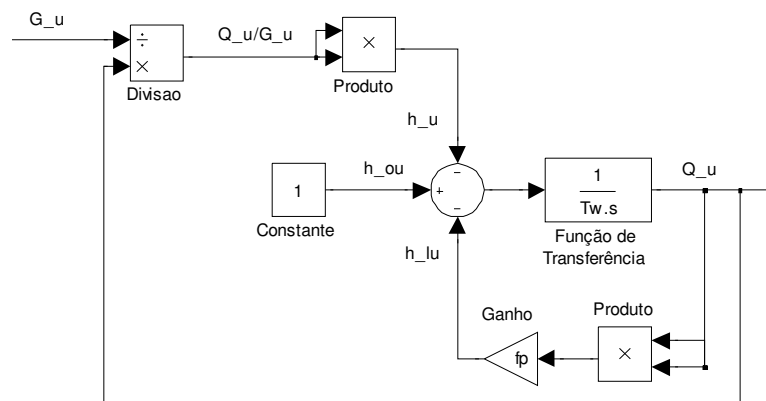 G_u
÷
×
Divisao
Q_u/G_u
×
Produto
h_u
1
Constante
h_ou
−
+
−
1
Tw.s
Função de
Transferência
Q_u
h_lu
Ganho
fp
Produto
×